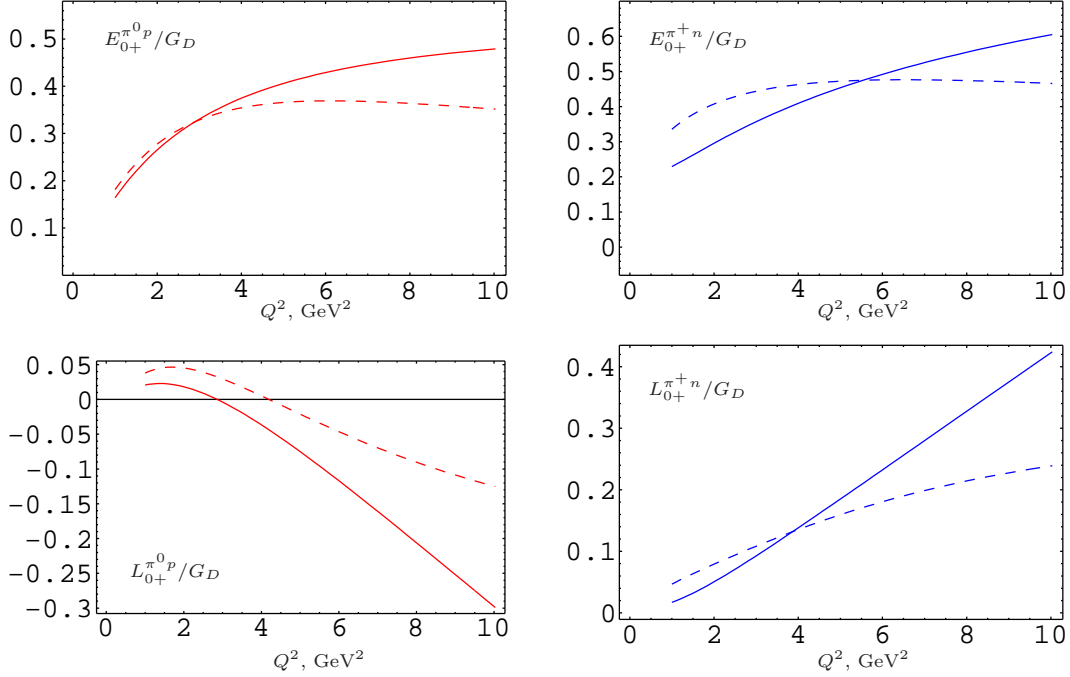 E_{0+}^{π^0 p}/G_D
0.5
0.4
0.3
0.2
0.1
0 2 4 6 8 10
Q^2, GeV^2
E_{0+}^{π^+ n}/G_D
0.6
0.5
0.4
0.3
0.2
0.1
0
0 2 4 6 8 10
Q^2, GeV^2
0.05
0
−0.05
−0.1
−0.15
−0.2
−0.25
−0.3
L_{0+}^{π^0 p}/G_D
0 2 4 6 8 10
Q^2, GeV^2
L_{0+}^{π^+ n}/G_D
0.4
0.3
0.2
0.1
0
0 2 4 6 8 10
Q^2, GeV^2